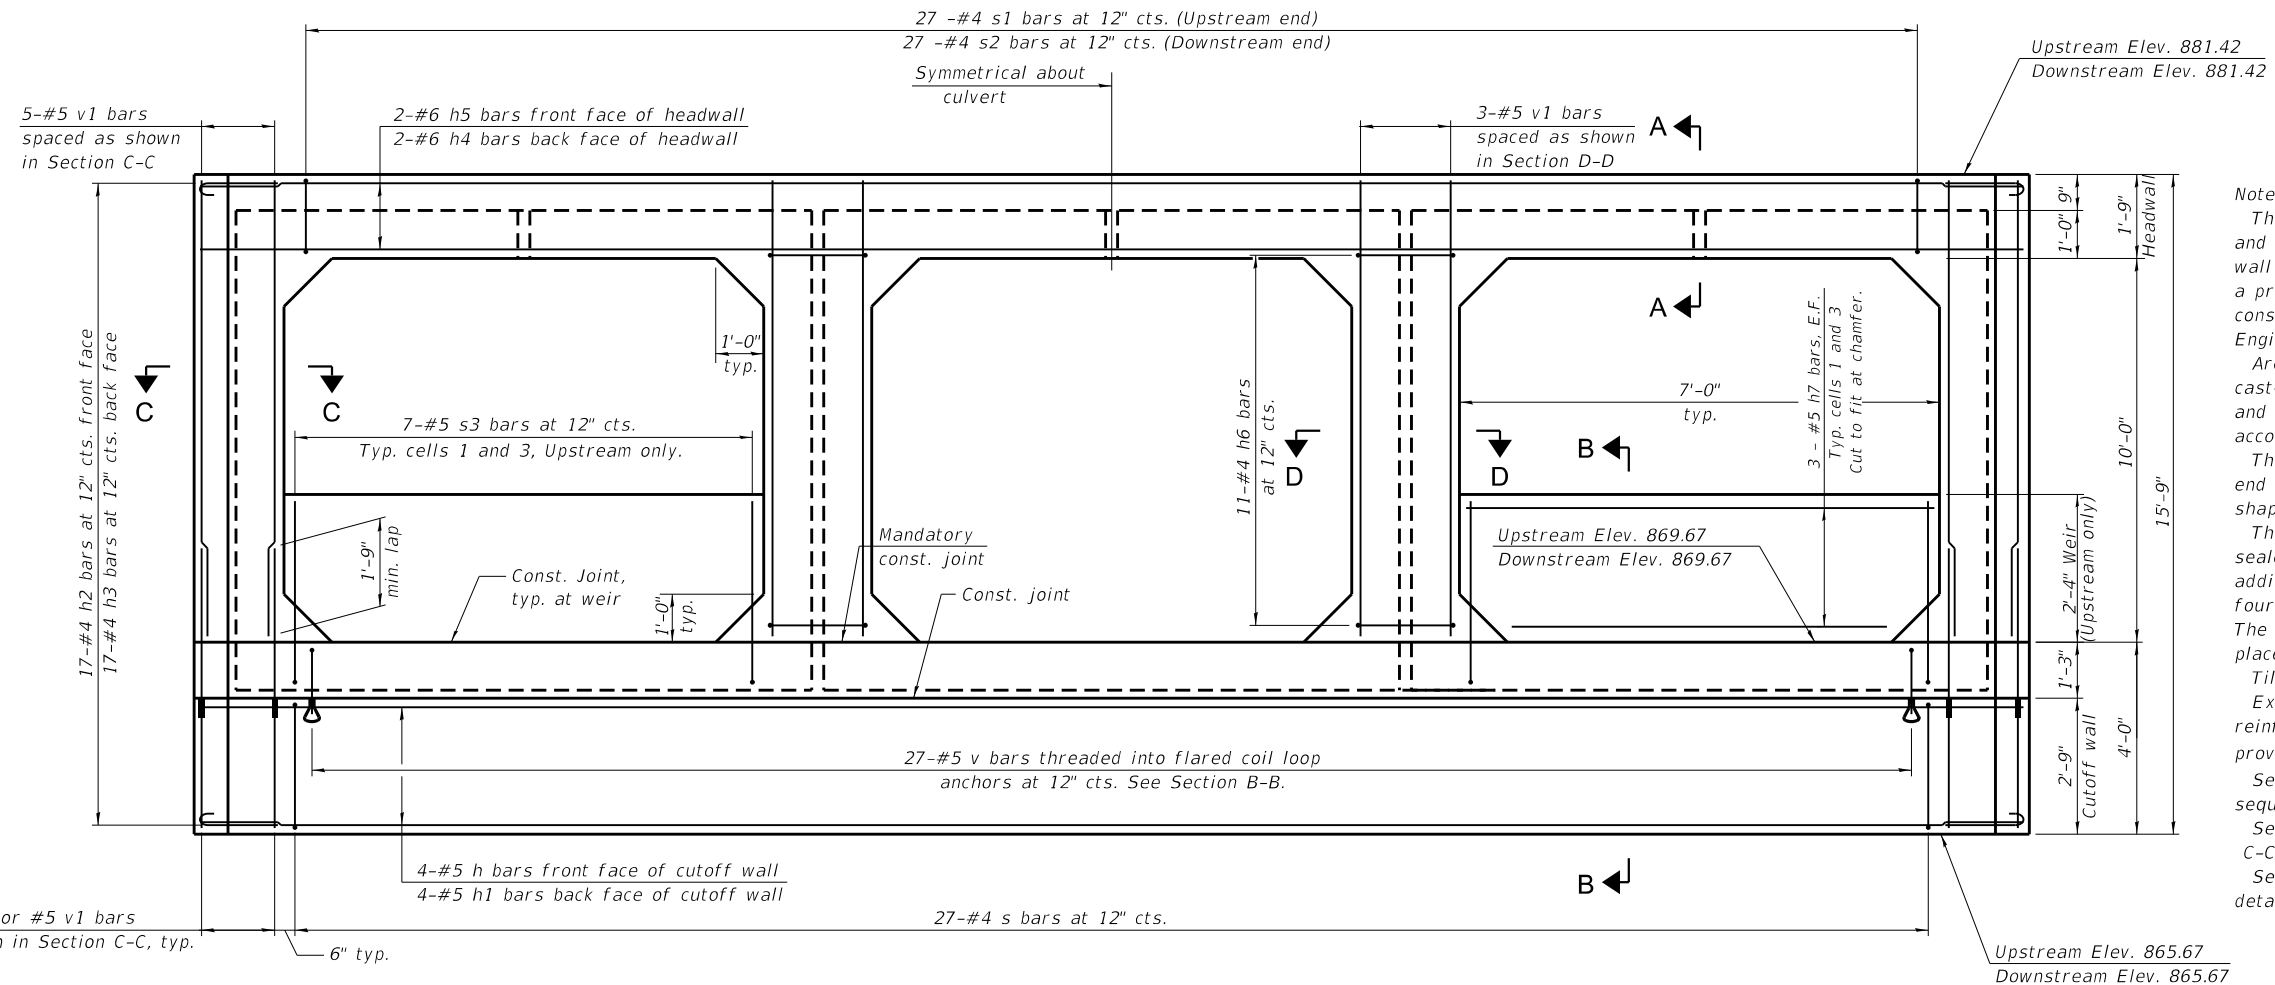 27 -#4 s1 bars at 12" cts. (Upstream end)
27 -#4 s2 bars at 12" cts. (Downstream end)
Upstream Elev. 881.42
Downstream Elev. 881.42
Symmetrical about
culvert
5-#5 v1 bars
spaced as shown
in Section C-C
2-#6 h5 bars front face of headwall
2-#6 h4 bars back face of headwall
3-#5 v1 bars
spaced as shown
in Section D-D
A
A
9"
1'-0"
1'-9"
Headwall
17-#4 h2 bars at 12" cts. front face
17-#4 h3 bars at 12" cts. back face
C
C
1'-0"
typ.
7-#5 s3 bars at 12" cts.
Typ. cells 1 and 3, Upstream only.
11-#4 h6 bars
at 12" cts.
D
D
7'-0"
typ.
3 - #5 h7 bars, E.F.
Typ. cells 1 and 3
Cut to fit at chamfer.
B
10'-0"
15'-9"
1'-9"
min. lap
Const. Joint,
typ. at weir
1'-0"
typ.
Mandatory
const. joint
Const. joint
Upstream Elev. 869.67
Downstream Elev. 869.67
2'-4" Weir
(Upstream only)
1'-3"
2'-9"
Cutoff wall
4'-0"
27-#5 v bars threaded into flared coil loop
anchors at 12" cts. See Section B-B.
4-#5 h bars front face of cutoff wall
4-#5 h1 bars back face of cutoff wall
B
or #5 v1 bars
in Section C-C, typ.
6" typ.
27-#4 s bars at 12" cts.
Upstream Elev. 865.67
Downstream Elev. 865.67
Note
Th
and
wall
a pr
cons
Engi
Are
cast-
and
acco
Th
end
shap
Th
seale
addi
four
The
place
Til
Ex
reint
prov
Se
sequ
Se
C-C
Se
deta